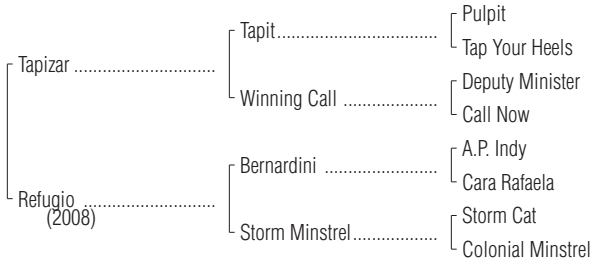 Pulpit
Tapit
Tap Your Heels
Tapizar
Deputy Minister
Winning Call
Call Now
A.P. Indy
Bernardini
Cara Rafaela
Refugio
(2008)
Storm Cat
Storm Minstrel
Colonial Minstrel